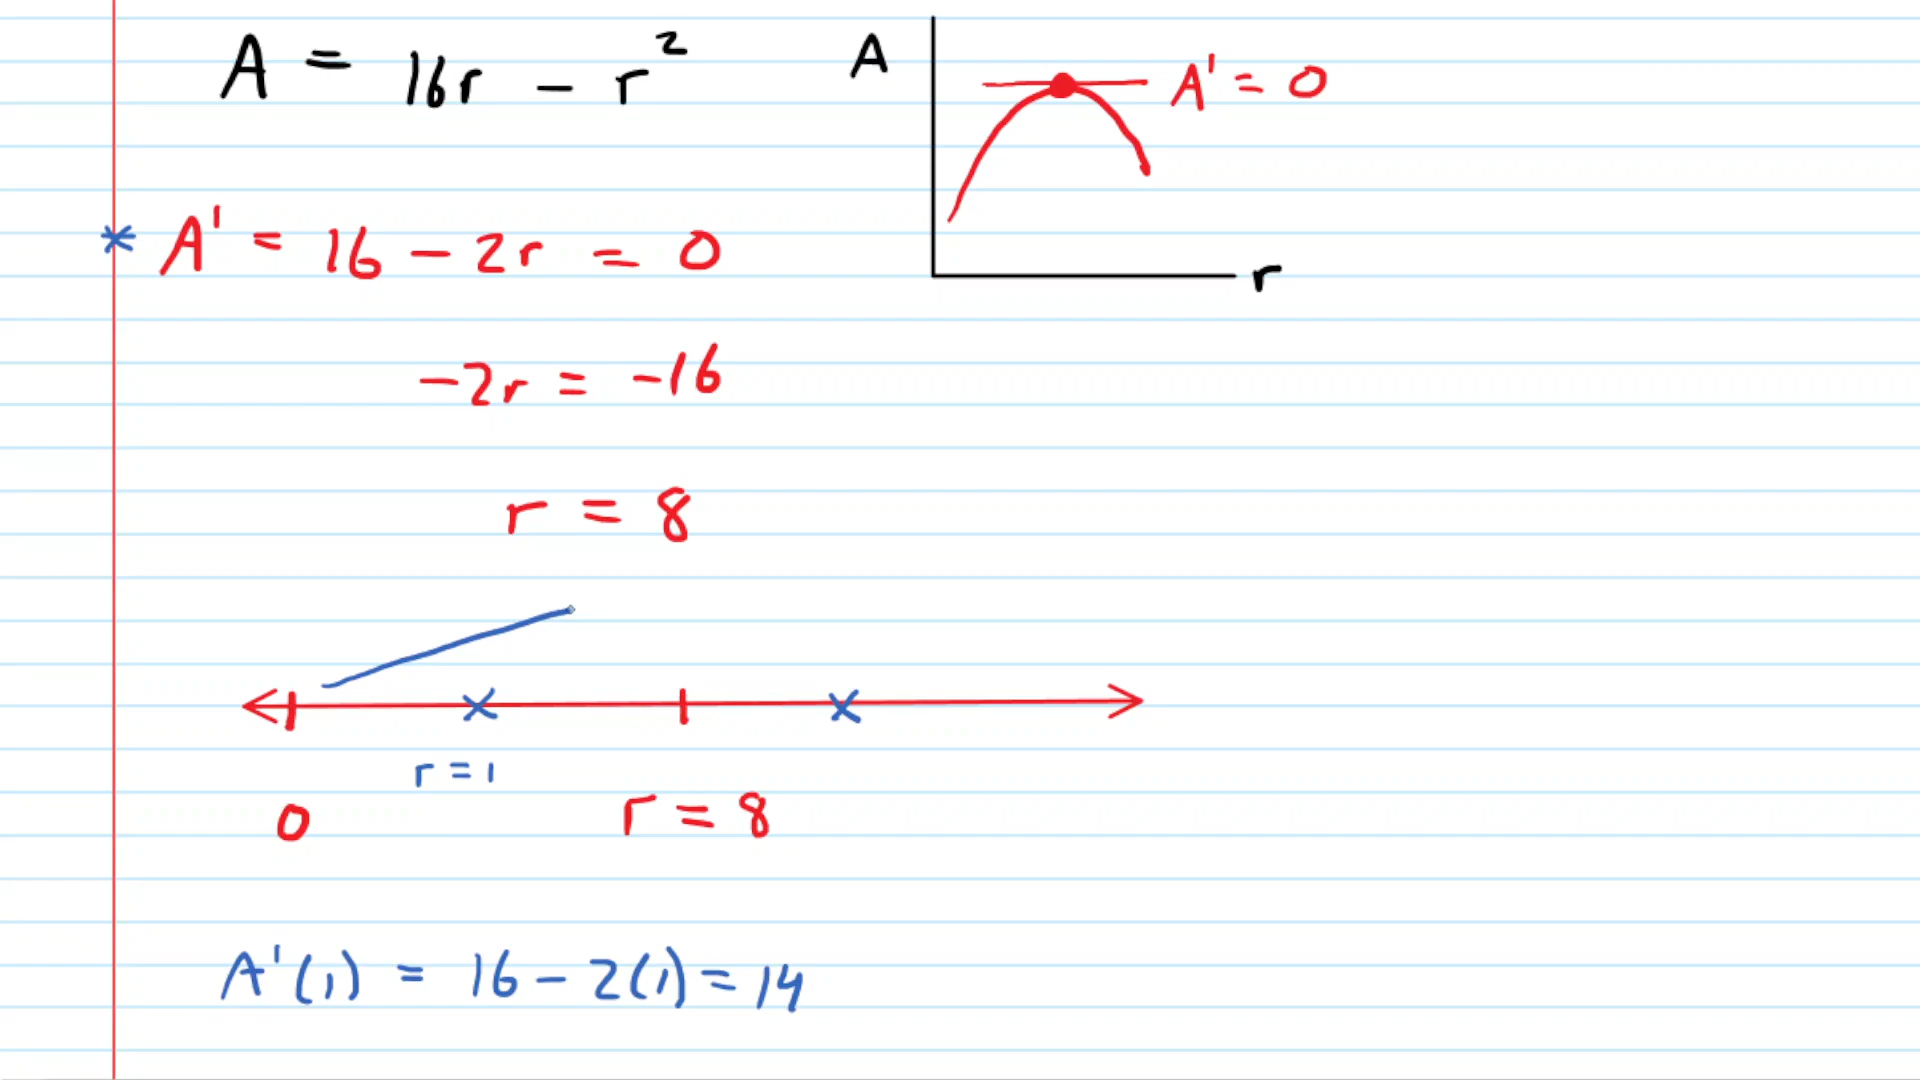 A = 16r - r²
A
A' = 0
r
* A' = 16 - 2r = 0
-2r = -16
r = 8
r = 1
0
r = 8
A'(1) = 16 - 2(1) = 14